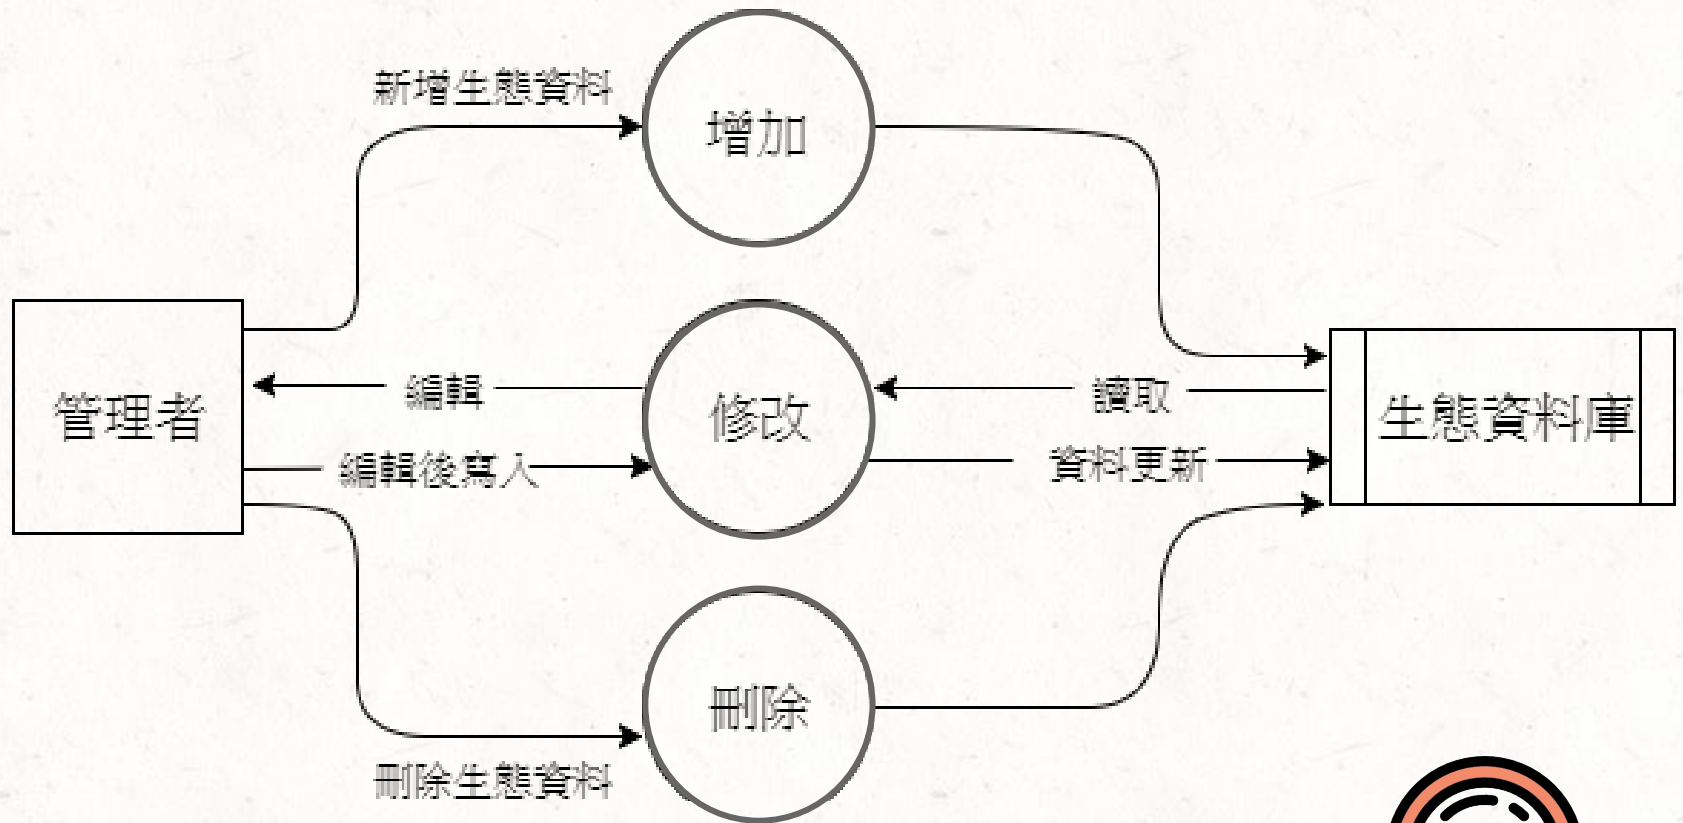 新增生態資料
增加
管理者
編輯
修改
讀取
生態資料庫
編輯後寫入
資料更新
刪除
刪除生態資料